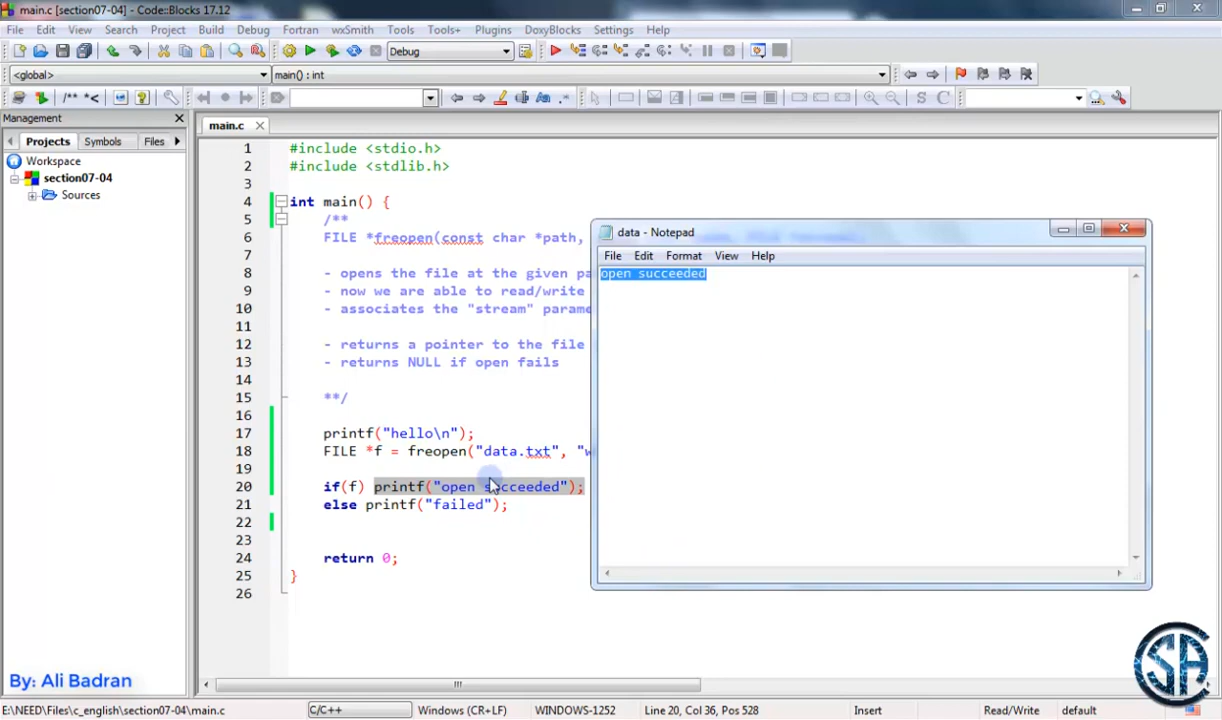 main.c [section07-04] - Code::Blocks 17.12
File Edit View Search Project Build Debug Fortran wxSmith Tools Tools+ Plugins DoxyBlocks Settings Help
Debug
<global> main() : int
/** *< S C
Management
Projects Symbols Files
Workspace
section07-04
Sources
main.c
1 #include <stdio.h>
2 #include <stdlib.h>
3
4 int main() {
5 /**
6 FILE *freopen(const char *path,
7
8 - opens the file at the given pa
9 - now we are able to read/write
10 - associates the "stream" parame
11
12 - returns a pointer to the file
13 - returns NULL if open fails
14
15 **/
16
17 printf("hello\n");
18 FILE *f = freopen("data.txt", "w
19
20 if(f) printf("open succeeded");
21 else printf("failed");
22
23
24 return 0;
25 }
26
data - Notepad
File Edit Format View Help
open succeeded
By: Ali Badran
CSA
E:\NEED\Files\c_english\section07-04\main.c C/C++ Windows (CR+LF) WINDOWS-1252 Line 20, Col 36, Pos 528 Insert Read/Write default